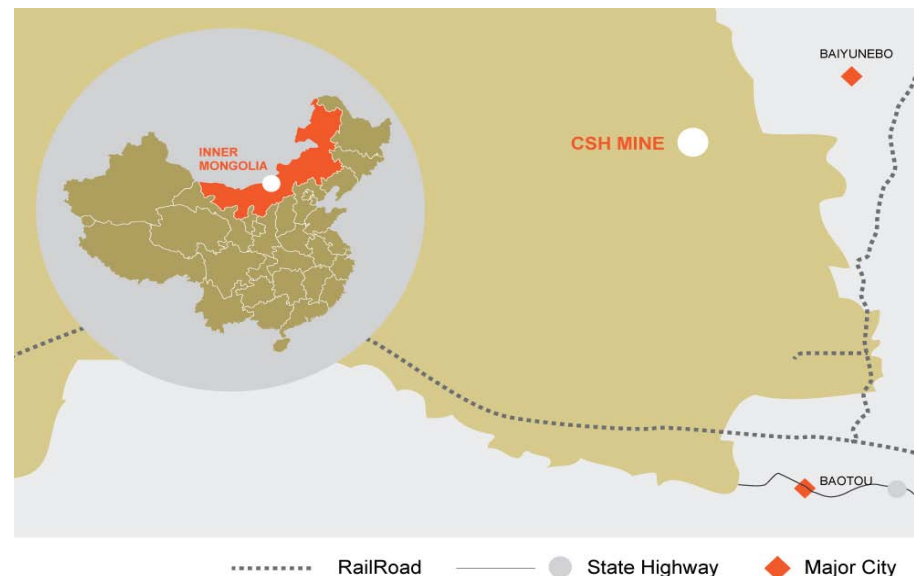 BAIYUNEBO
CSH MINE
INNER
MONGOLIA
BAOTOU
RailRoad
State Highway
Major City